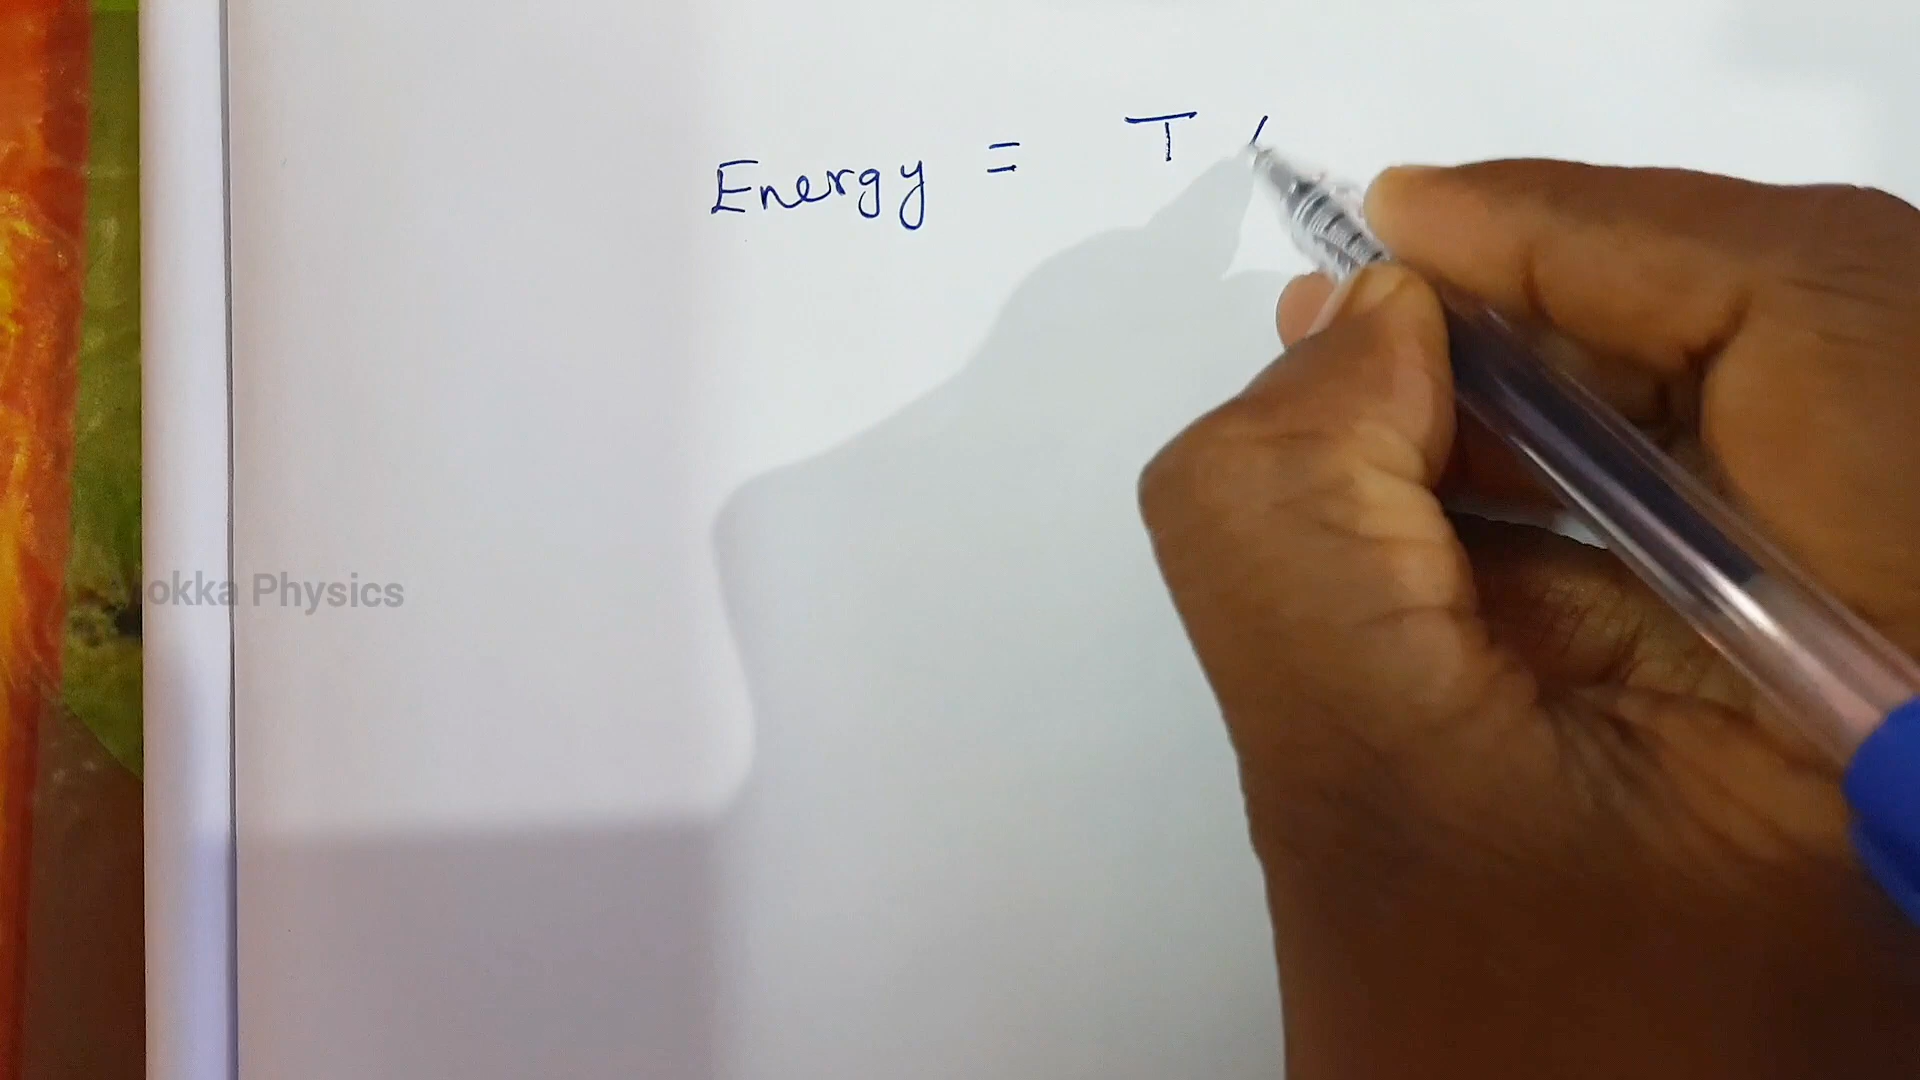 Energy = T
okka Physics